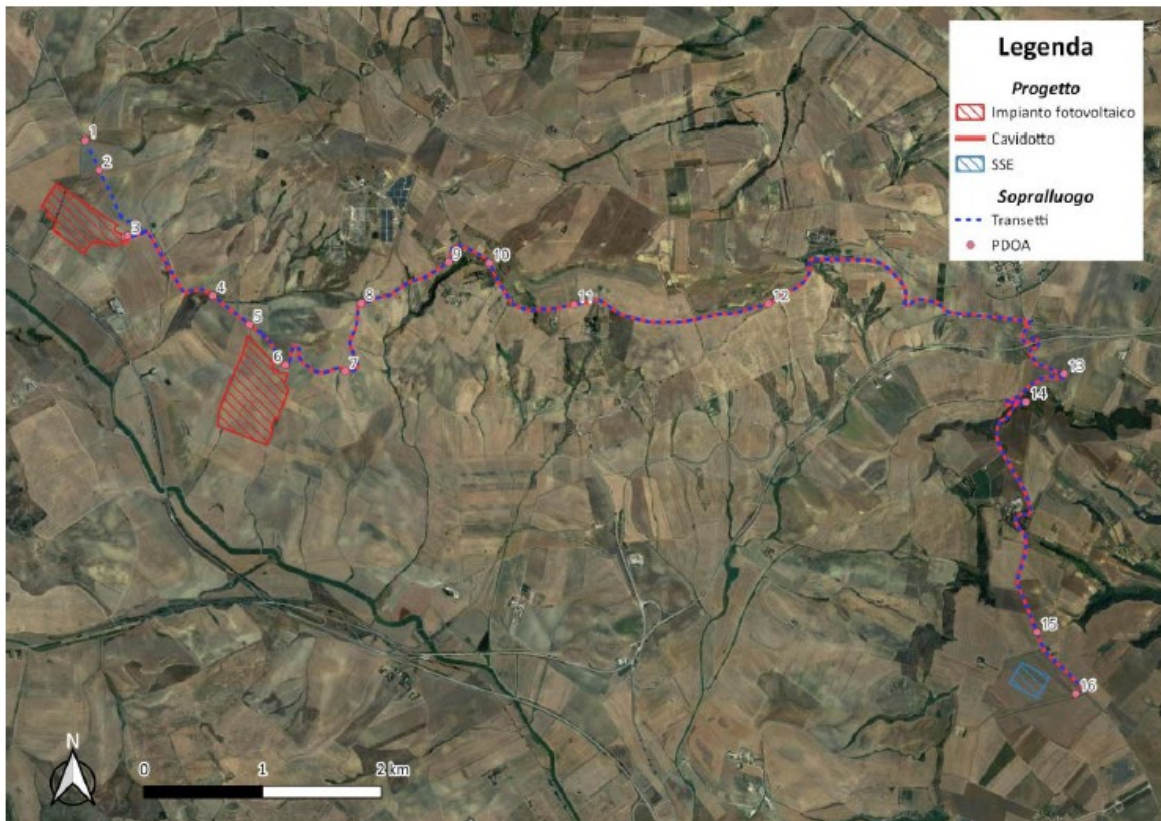 Legenda
Progetto
Impianto fotovoltaico
Cavidotto
SSE
Sopralluogo
Transetti
PDOA
1
2
3
4
5
6
7
8
9
10
11
12
13
14
15
16
N
0 1 2 km